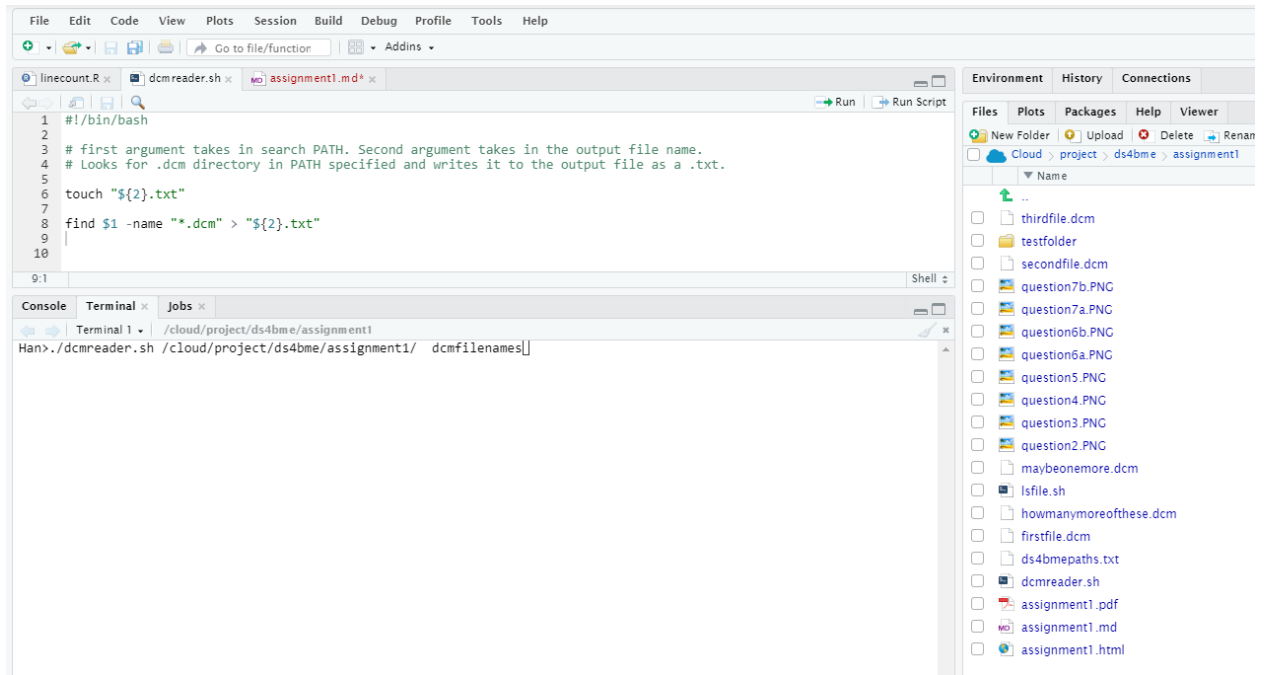 File Edit Code View Plots Session Build Debug Profile Tools Help
Go to file/function Addins
linecount.R dcmreader.sh assignment1.md*
Run Run Script
1 #!/bin/bash
2
3 # first argument takes in search PATH. Second argument takes in the output file name.
4 # Looks for .dcm directory in PATH specified and writes it to the output file as a .txt.
5
6 touch "${2}.txt"
7
8 find $1 -name "*.dcm" > "${2}.txt"
9
10
9:1 Shell
Console Terminal Jobs
Terminal 1 /cloud/project/ds4bme/assignment1
Han>./dcmreader.sh /cloud/project/ds4bme/assignment1/ dcmfilenames
Environment History Connections
Files Plots Packages Help Viewer
New Folder Upload Delete Renam
Cloud > project > ds4bme > assignment1
Name
..
thirdfile.dcm
testfolder
secondfile.dcm
question7b.PNG
question7a.PNG
question6b.PNG
question6a.PNG
question5.PNG
question4.PNG
question3.PNG
question2.PNG
maybeonemore.dcm
lsfile.sh
howmanymoreofthese.dcm
firstfile.dcm
ds4bmepaths.txt
dcmreader.sh
assignment1.pdf
MD assignment1.md
assignment1.html